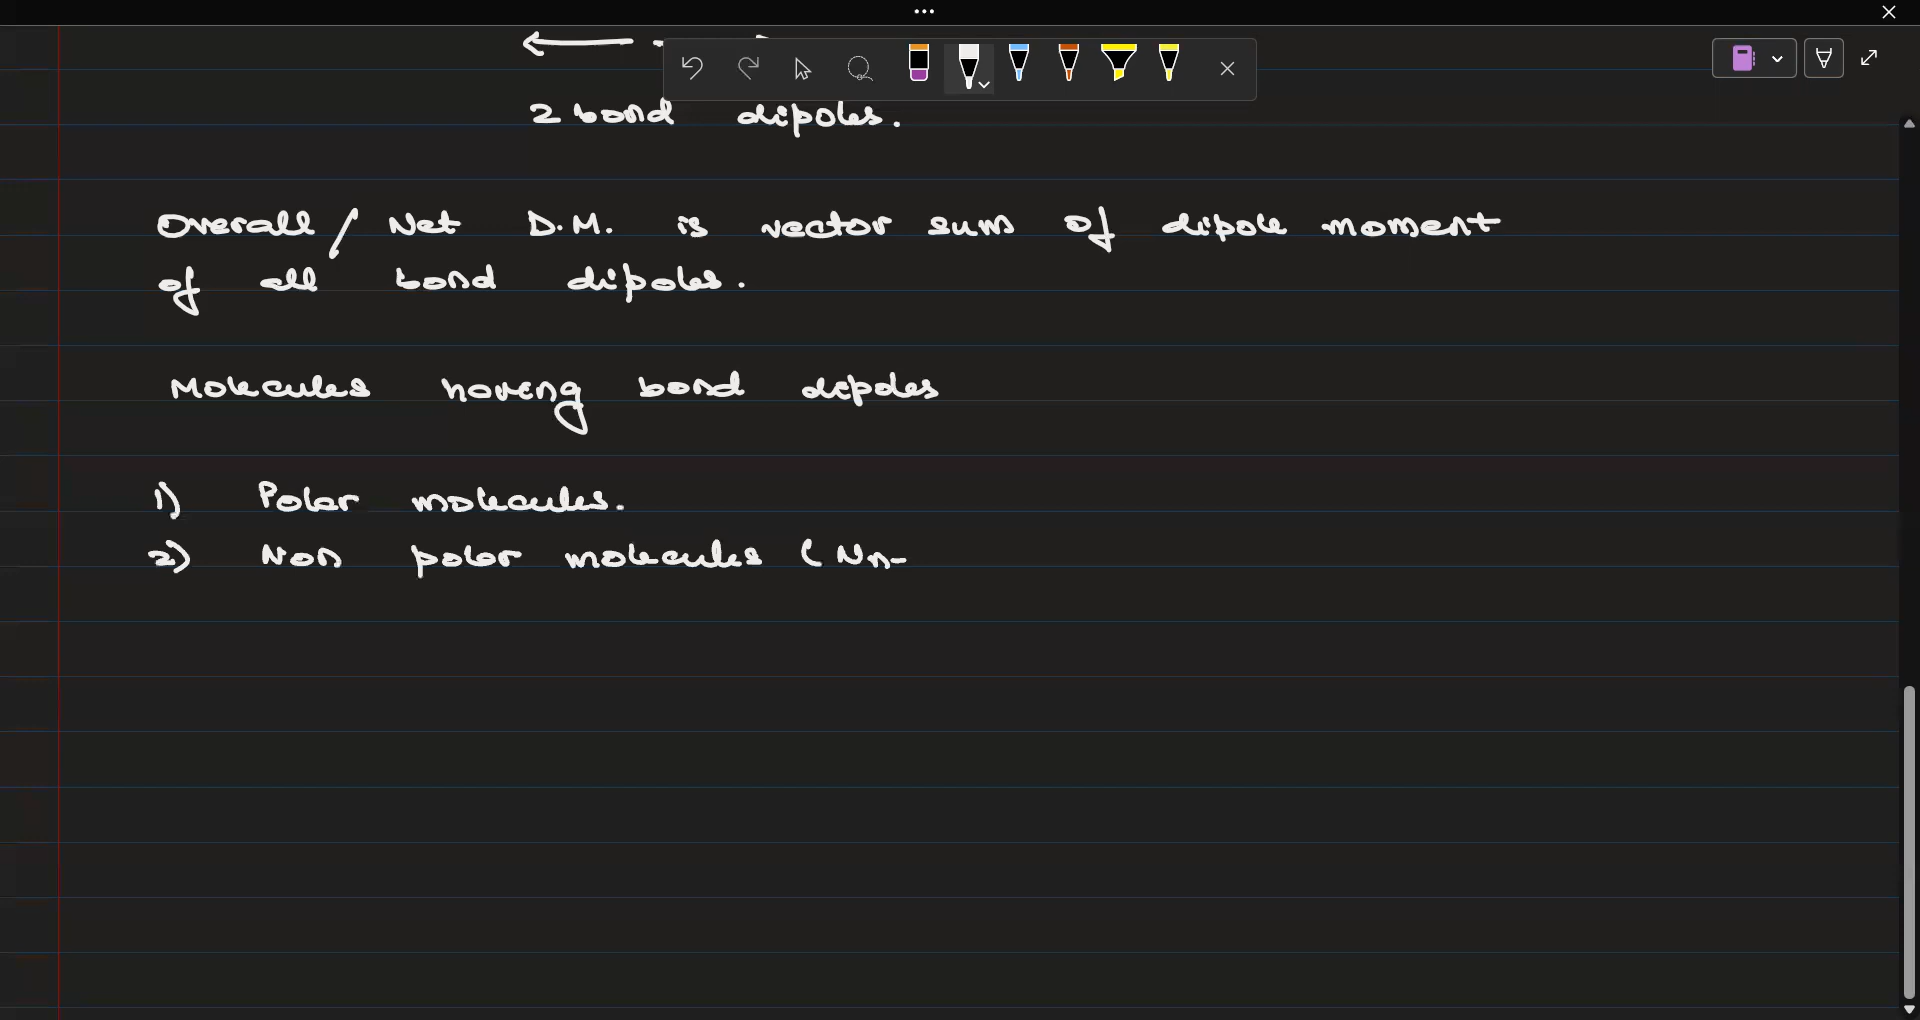 2 bond dipoles.
Overall / Net D.M. is vector sum of dipole moment
of all bond dipoles.
Molecules having bond dipoles
1) Polar molecules.
2) Non polar molecules (